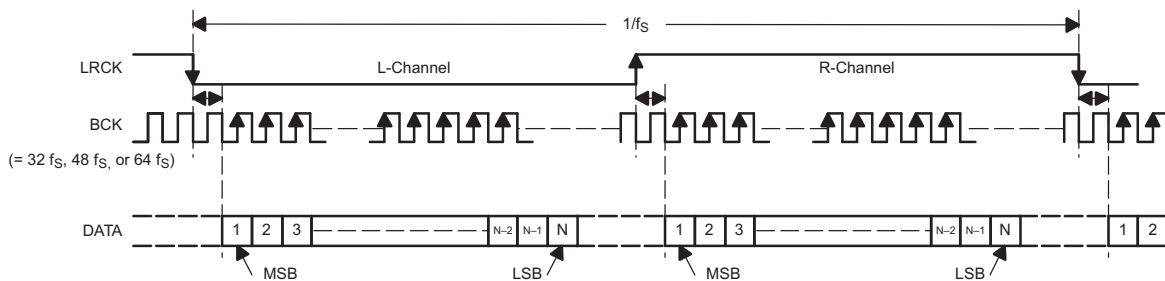 1/fS
LRCK
L-Channel
R-Channel
BCK
(= 32 fS, 48 fS, or 64 fS)
DATA
1 2 3 N–2 N–1 N 1 2 3 N–2 N–1 N 1 2
MSB LSB MSB LSB